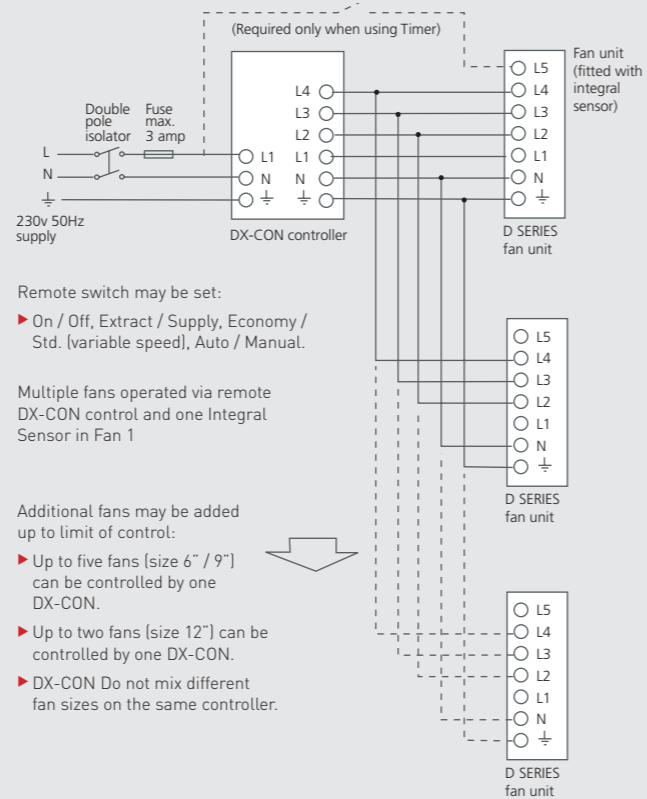 (Required only when using Timer)
Fan unit
(fitted with
integral
sensor)
Double
pole
isolator
Fuse
max.
3 amp
L
N
⏚
230v 50Hz
supply
L1
N
⏚
L4
L3
L2
L1
N
⏚
DX-CON controller
L5
L4
L3
L2
L1
N
⏚
D SERIES
fan unit
Remote switch may be set:
▶ On / Off, Extract / Supply, Economy /
Std. (variable speed), Auto / Manual.
Multiple fans operated via remote
DX-CON control and one Integral
Sensor in Fan 1
L5
L4
L3
L2
L1
N
⏚
D SERIES
fan unit
Additional fans may be added
up to limit of control:
▶ Up to five fans (size 6" / 9")
can be controlled by one
DX-CON.
▶ Up to two fans (size 12") can be
controlled by one DX-CON.
▶ DX-CON Do not mix different
fan sizes on the same controller.
L5
L4
L3
L2
L1
N
⏚
D SERIES
fan unit